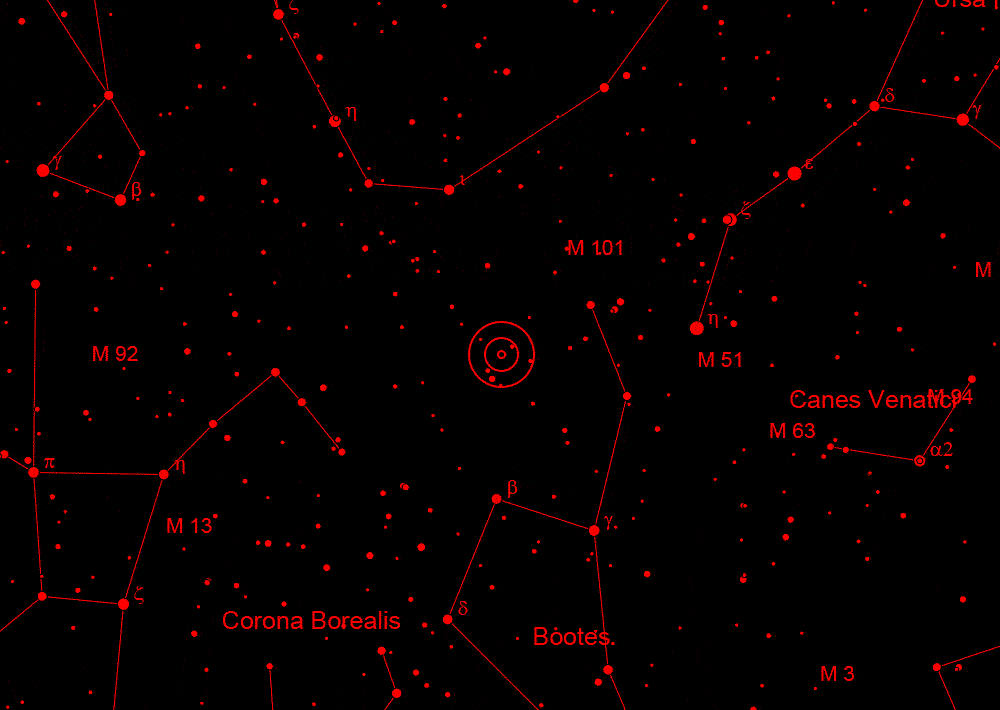 Ursa
ζ
δ
γ
η
ε
γ
ι
β
ζ
M 101
M
η
M 92
M 51
Canes Venatici
M 94
M 63
α2
π
η
β
M 13
γ
ζ
δ
Corona Borealis
Bootes
M 3